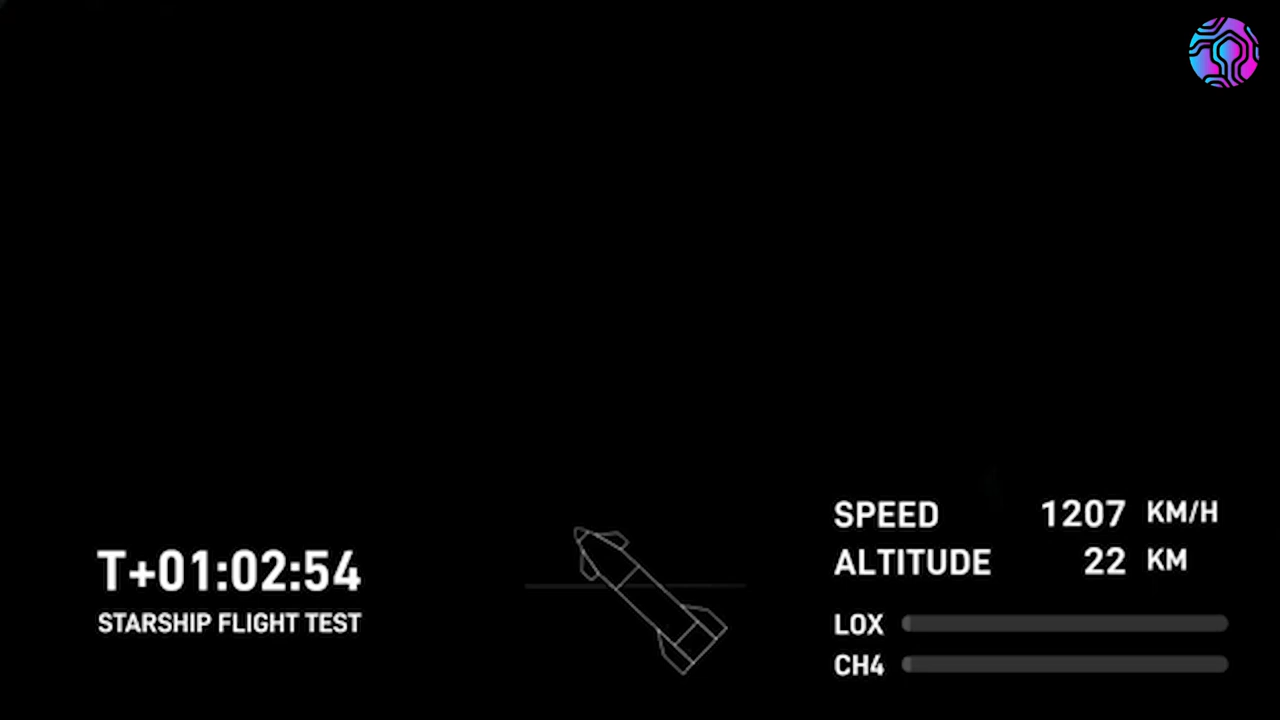 SPEED 1207 KM/H
ALTITUDE 22 KM
T+01:02:54
STARSHIP FLIGHT TEST
LOX
CH4